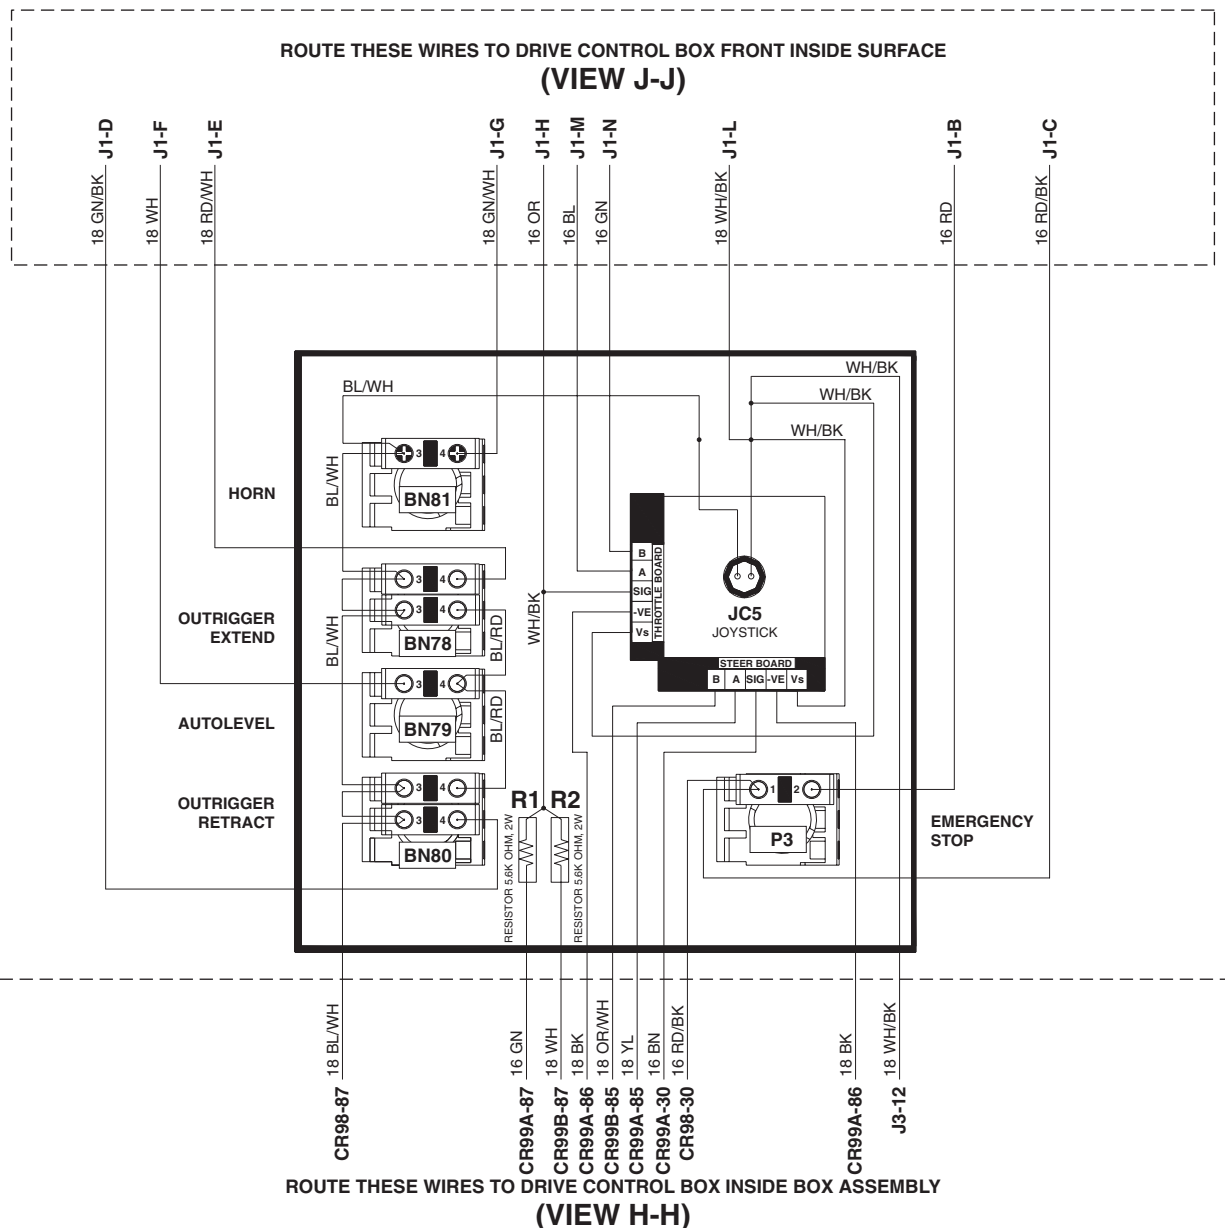 ROUTE THESE WIRES TO DRIVE CONTROL BOX FRONT INSIDE SURFACE
(VIEW J-J)
J1-D
J1-F
J1-E
J1-G
J1-H
J1-M
J1-N
J1-L
J1-B
J1-C
18 GN/BK
18 WH
18 RD/WH
18 GN/WH
16 OR
16 BL
16 GN
18 WH/BK
16 RD
16 RD/BK
WH/BK
BL/WH
WH/BK
WH/BK
3 4
BL/WH
HORN
BN81
B
A
SIG
-VE
Vs
THROTTLE BOARD
3 4
3 4
OUTRIGGER
EXTEND
BN78
BL/WH
BL/RD
WH/BK
JC5
JOYSTICK
STEER BOARD
B A SIG -VE Vs
3 4
AUTOLEVEL
BN79
BL/RD
3 4
3 4
OUTRIGGER
RETRACT
BN80
R1 R2
RESISTOR 5.6K OHM, 2W
RESISTOR 5.6K OHM, 2W
1 2
P3
EMERGENCY
STOP
18 BL/WH
16 GN
18 WH
18 BK
18 OR/WH
18 YL
16 BN
16 RD/BK
18 BK
18 WH/BK
CR98-87
CR99A-87
CR99B-87
CR99A-86
CR99B-85
CR99A-85
CR99A-30
CR98-30
CR99A-86
J3-12
ROUTE THESE WIRES TO DRIVE CONTROL BOX INSIDE BOX ASSEMBLY
(VIEW H-H)